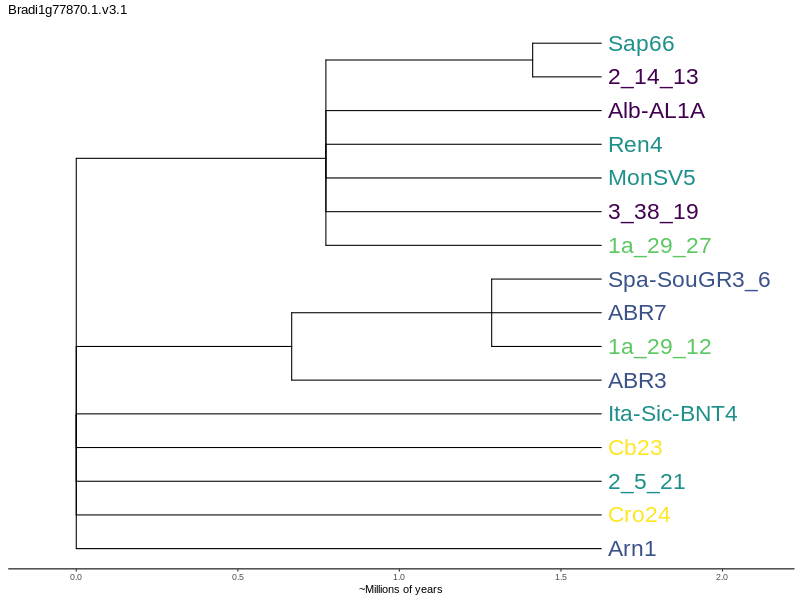 Bradi1g77870.1.v3.1
Sap66
2_14_13
Alb-AL1A
Ren4
MonSV5
3_38_19
1a_29_27
Spa-SouGR3_6
ABR7
1a_29_12
ABR3
Ita-Sic-BNT4
Cb23
2_5_21
Cro24
Arn1
0.0 0.5 1.0 1.5 2.0
~Millions of years